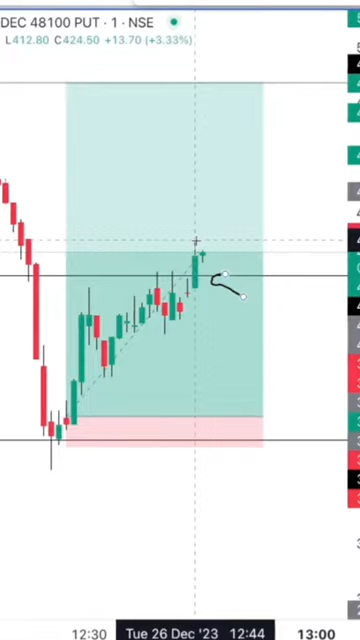 DEC 48100 PUT · 1 · NSE
L412.80 C424.50 +13.70 (+3.33%)
12:30
Tue 26 Dec '23 12:44
13:00